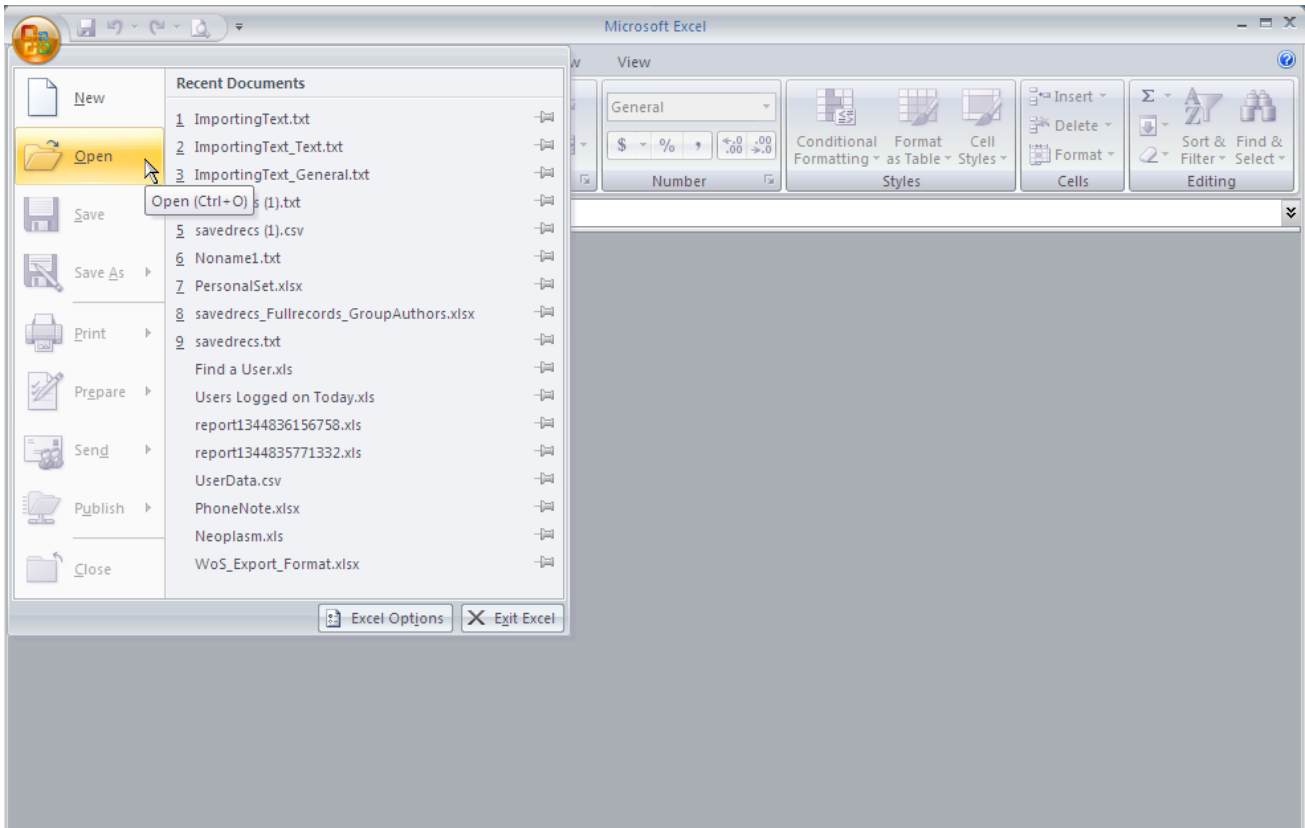 Microsoft Excel
View
New
Open
Open (Ctrl+O)
Save
Save As
Print
Prepare
Send
Publish
Close
Recent Documents
1 ImportingText.txt
2 ImportingText_Text.txt
3 ImportingText_General.txt
s (1).txt
5 savedrecs (1).csv
6 Noname1.txt
7 PersonalSet.xlsx
8 savedrecs_Fullrecords_GroupAuthors.xlsx
9 savedrecs.txt
Find a User.xls
Users Logged on Today.xls
report1344836156758.xls
report1344835771332.xls
UserData.csv
PhoneNote.xlsx
Neoplasm.xls
WoS_Export_Format.xlsx
Excel Options
Exit Excel
General
$ % , .0 .00 .00 .0
Number
Conditional Formatting
Format as Table
Cell Styles
Styles
Insert
Delete
Format
Cells
Σ
Sort & Filter
Find & Select
Editing